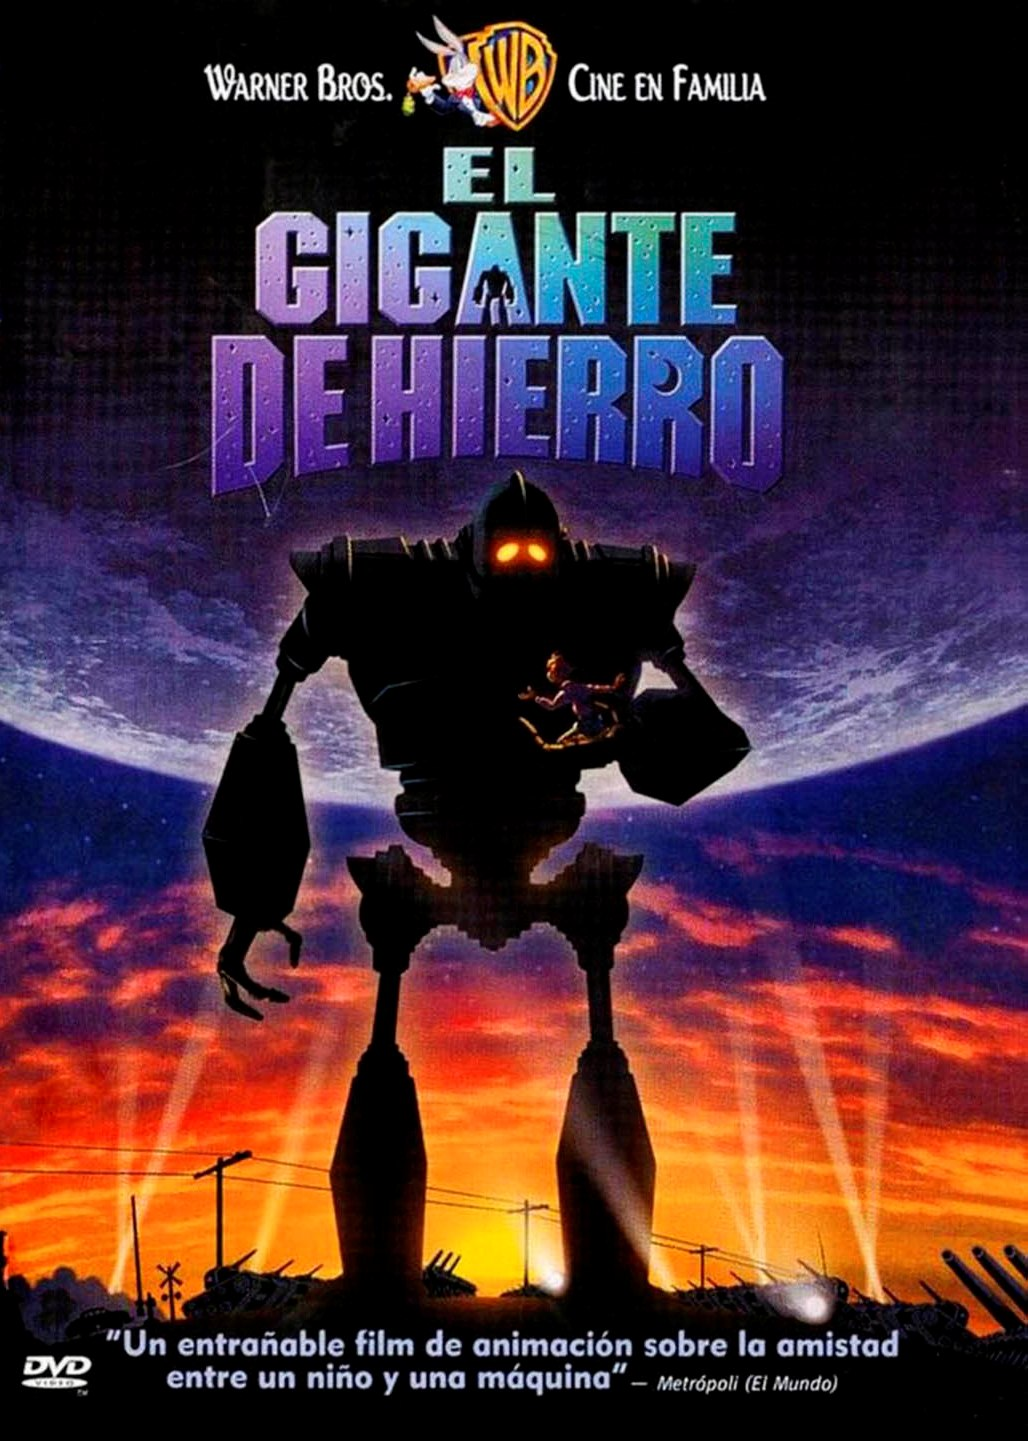 WARNER BROS. WB CINE EN FAMILIA
EL
GIGANTE
DE HIERRO
"Un entrañable film de animación sobre la amistad
entre un niño y una máquina" – Metrópoli (El Mundo)
DVD
VIDEO
TM